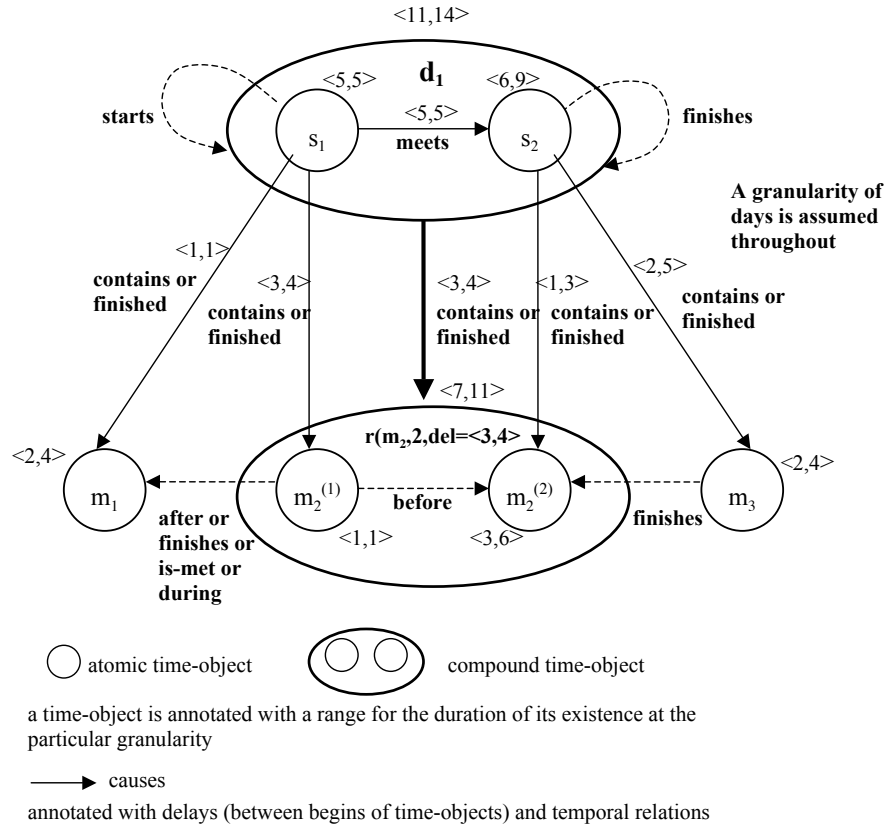 <11,14>
d1
<5,5>
<6,9>
<5,5>
starts
s1
meets
s2
finishes
A granularity of
days is assumed
throughout
<1,1>
contains or
finished
<3,4>
contains or
finished
<3,4>
contains or
finished
<1,3>
contains or
finished
<2,5>
contains or
finished
<7,11>
r(m2,2,del=<3,4>
<2,4>
m1
m2(1)
before
m2(2)
m3
<2,4>
after or
finishes or
is-met or
during
<1,1>
<3,6>
finishes
atomic time-object
compound time-object
a time-object is annotated with a range for the duration of its existence at the
particular granularity
causes
annotated with delays (between begins of time-objects) and temporal relations